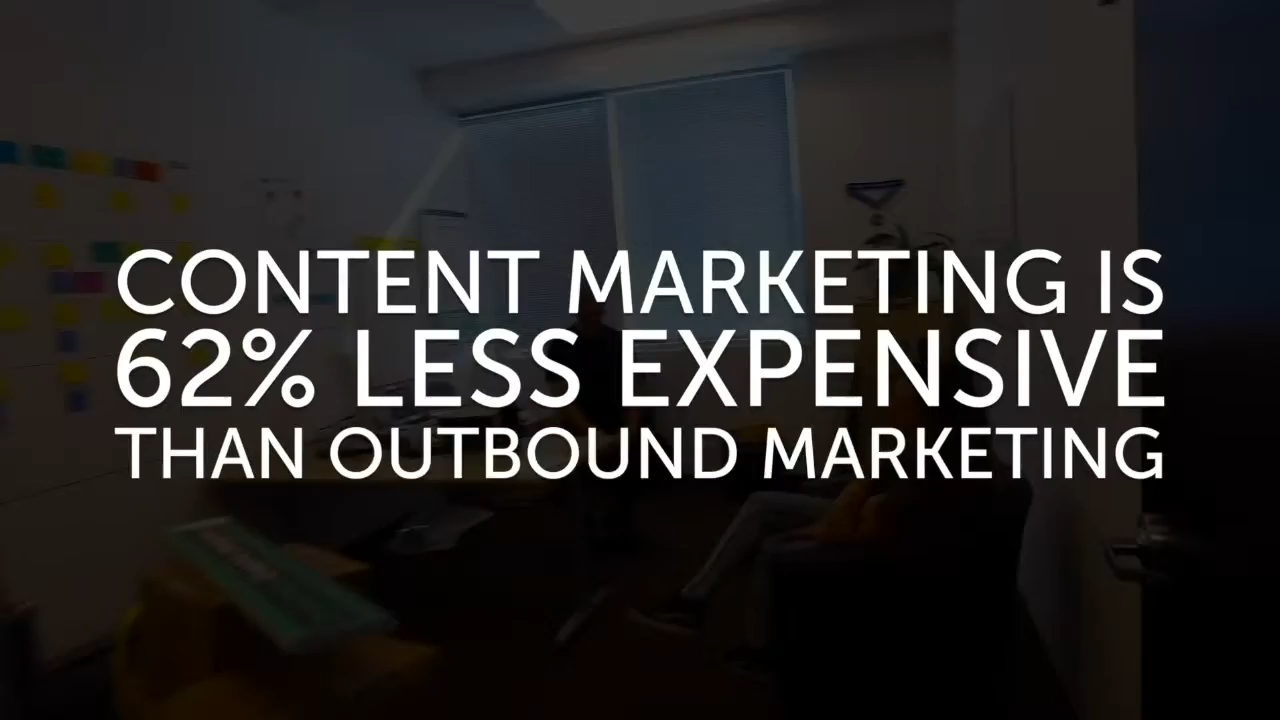 CONTENT MARKETING IS
62% LESS EXPENSIVE
THAN OUTBOUND MARKETING